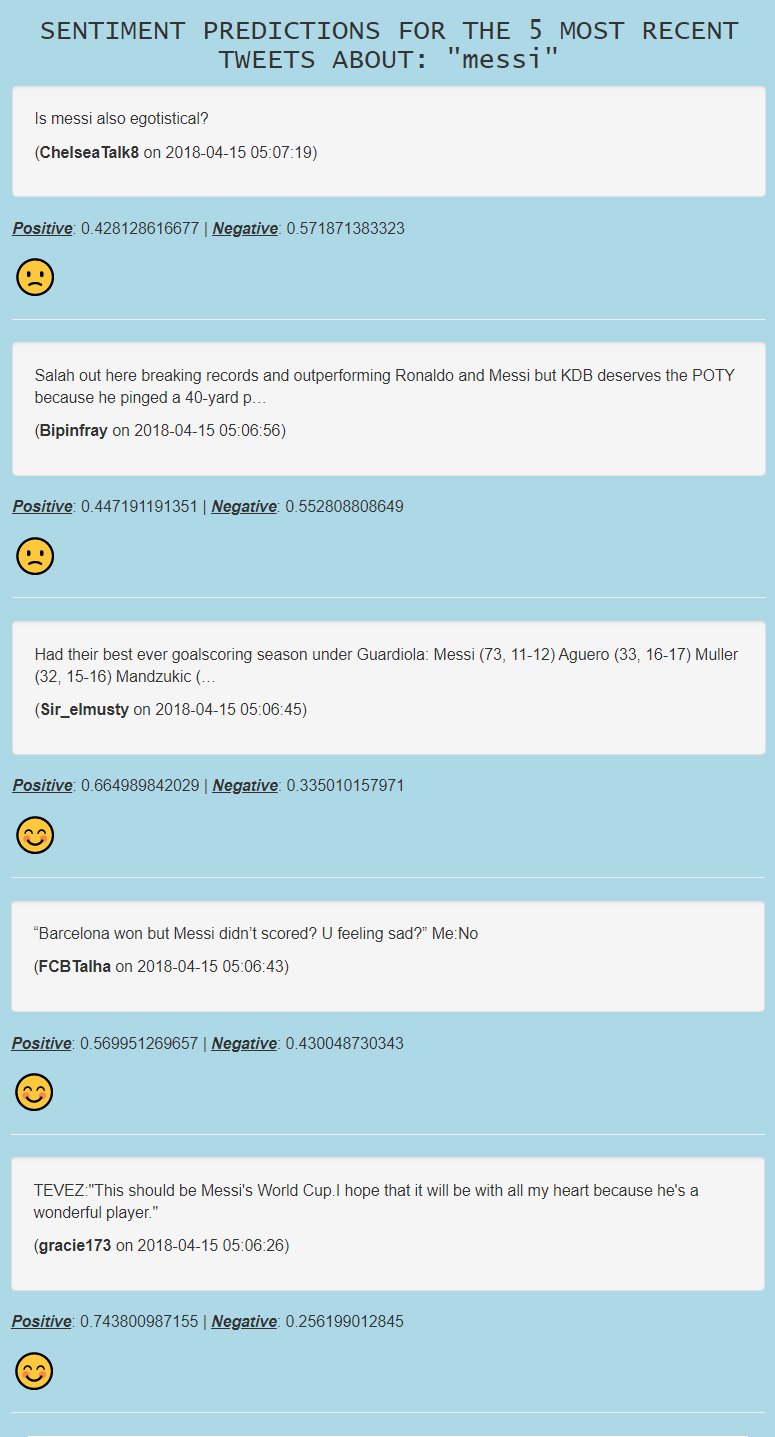 SENTIMENT PREDICTIONS FOR THE 5 MOST RECENT
TWEETS ABOUT: "messi"
Is messi also egotistical?
(ChelseaTalk8 on 2018-04-15 05:07:19)
Positive: 0.428128616677 | Negative: 0.571871383323
Salah out here breaking records and outperforming Ronaldo and Messi but KDB deserves the POTY
because he pinged a 40-yard p…
(Bipinfray on 2018-04-15 05:06:56)
Positive: 0.447191191351 | Negative: 0.552808808649
Had their best ever goalscoring season under Guardiola: Messi (73, 11-12) Aguero (33, 16-17) Muller
(32, 15-16) Mandzukic (…
(Sir_elmusty on 2018-04-15 05:06:45)
Positive: 0.664989842029 | Negative: 0.335010157971
“Barcelona won but Messi didn’t scored? U feeling sad?” Me:No
(FCBTalha on 2018-04-15 05:06:43)
Positive: 0.569951269657 | Negative: 0.430048730343
TEVEZ:"This should be Messi's World Cup.I hope that it will be with all my heart because he's a
wonderful player."
(gracie173 on 2018-04-15 05:06:26)
Positive: 0.743800987155 | Negative: 0.256199012845